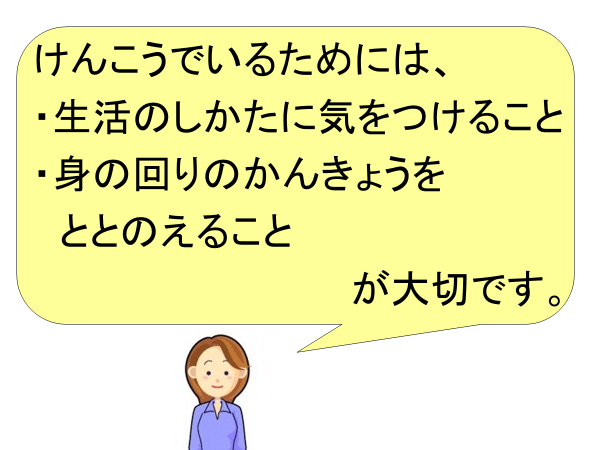 けんこうでいるためには、
・生活のしかたに気をつけること
・身の回りのかんきょうを
ととのえること
が大切です。